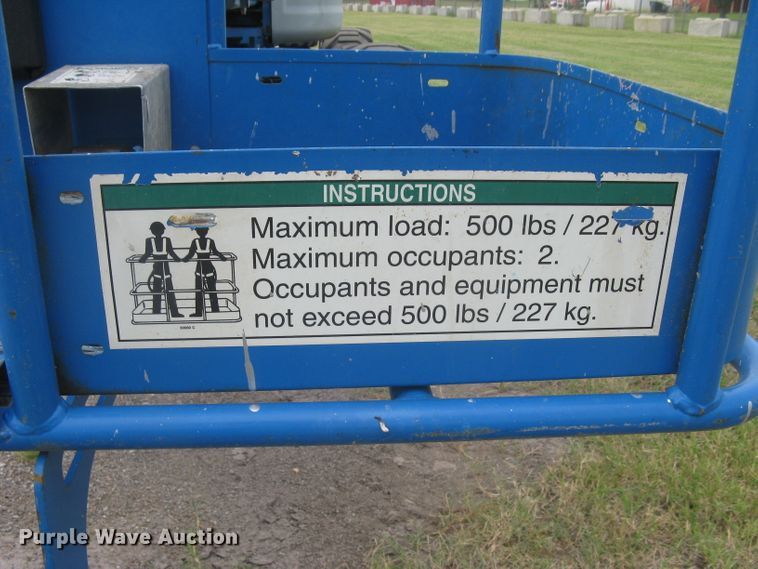 INSTRUCTIONS
Maximum load: 500 lbs / 227 kg.
Maximum occupants: 2.
Occupants and equipment must
not exceed 500 lbs / 227 kg.
Purple Wave Auction